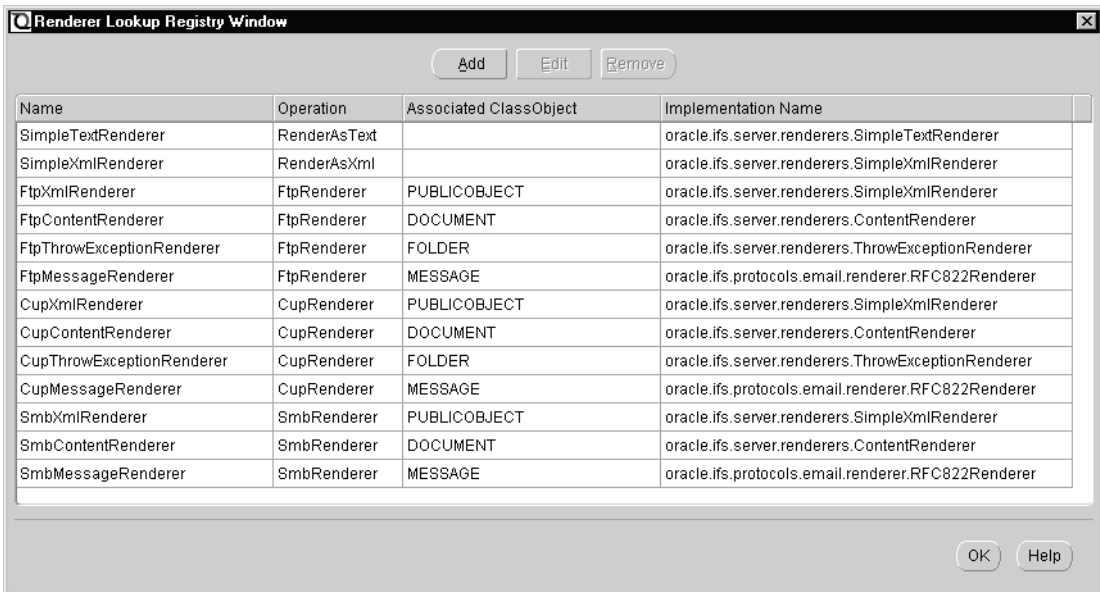 Renderer Lookup Registry Window
Add Edit Remove
Name Operation Associated ClassObject Implementation Name
SimpleTextRenderer RenderAsText oracle.ifs.server.renderers.SimpleTextRenderer
SimpleXmlRenderer RenderAsXml oracle.ifs.server.renderers.SimpleXmlRenderer
FtpXmlRenderer FtpRenderer PUBLICOBJECT oracle.ifs.server.renderers.SimpleXmlRenderer
FtpContentRenderer FtpRenderer DOCUMENT oracle.ifs.server.renderers.ContentRenderer
FtpThrowExceptionRenderer FtpRenderer FOLDER oracle.ifs.server.renderers.ThrowExceptionRenderer
FtpMessageRenderer FtpRenderer MESSAGE oracle.ifs.protocols.email.renderer.RFC822Renderer
CupXmlRenderer CupRenderer PUBLICOBJECT oracle.ifs.server.renderers.SimpleXmlRenderer
CupContentRenderer CupRenderer DOCUMENT oracle.ifs.server.renderers.ContentRenderer
CupThrowExceptionRenderer CupRenderer FOLDER oracle.ifs.server.renderers.ThrowExceptionRenderer
CupMessageRenderer CupRenderer MESSAGE oracle.ifs.protocols.email.renderer.RFC822Renderer
SmbXmlRenderer SmbRenderer PUBLICOBJECT oracle.ifs.server.renderers.SimpleXmlRenderer
SmbContentRenderer SmbRenderer DOCUMENT oracle.ifs.server.renderers.ContentRenderer
SmbMessageRenderer SmbRenderer MESSAGE oracle.ifs.protocols.email.renderer.RFC822Renderer
OK Help